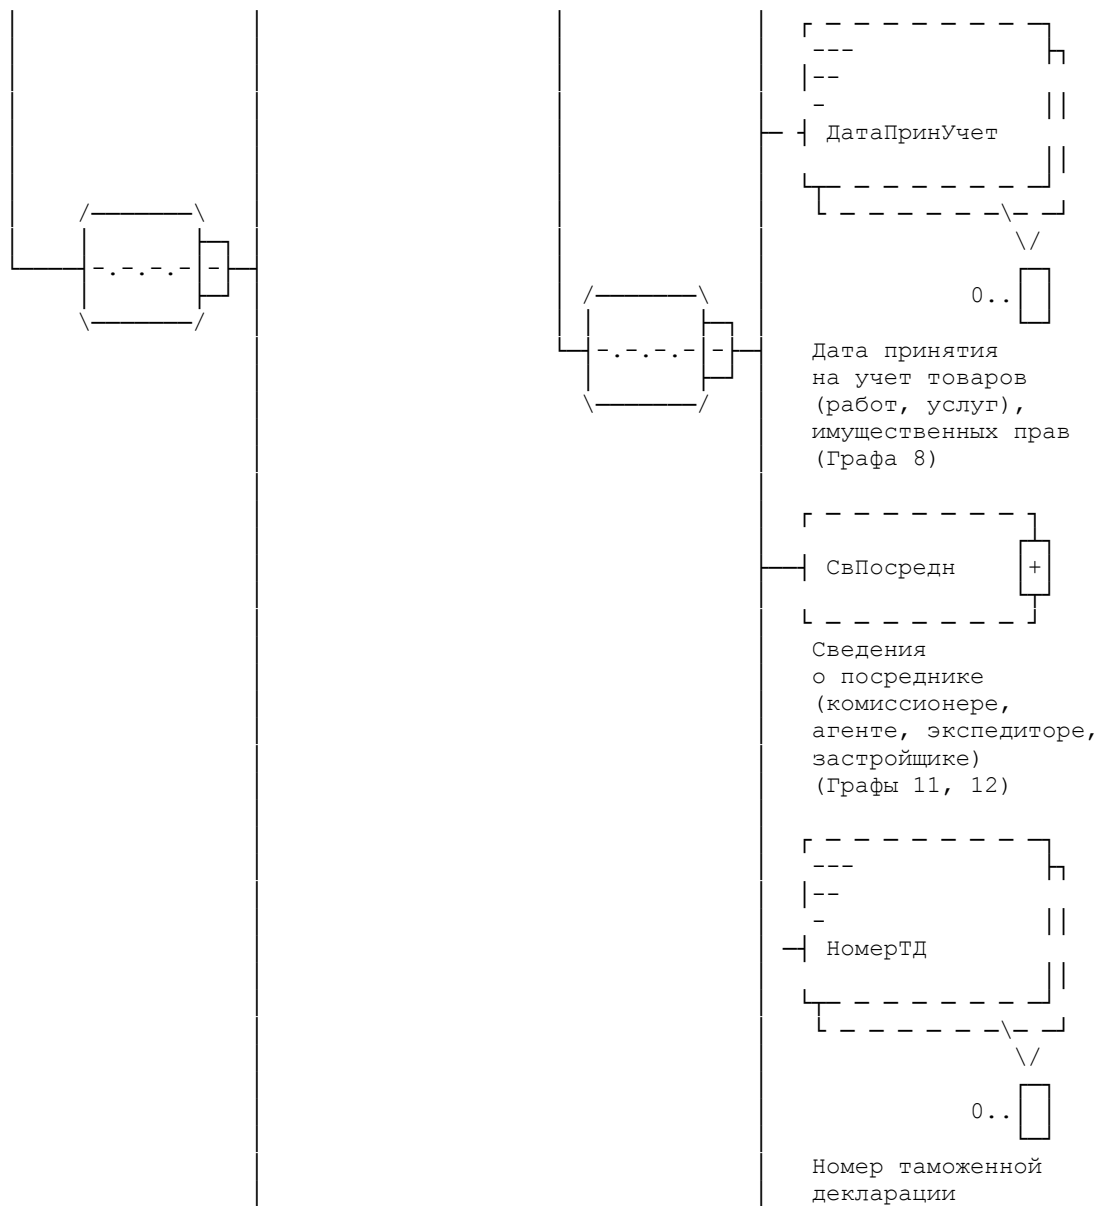 ДатаПринУчет
0..
Дата принятия
на учет товаров
(работ, услуг),
имущественных прав
(Графа 8)
СвПосредн +
Сведения
о посреднике
(комиссионере,
агенте, экспедиторе,
застройщике)
(Графы 11, 12)
НомерТД
0..
Номер таможенной
декларации